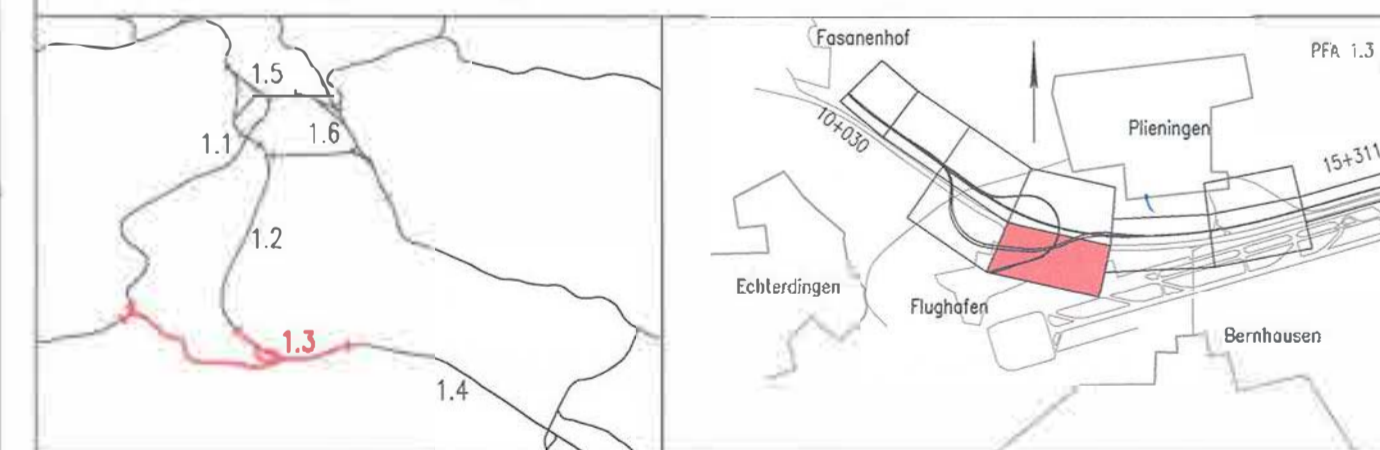 1.5
1.6
1.1
1.2
1.3
1.4
Fasanenhof
PFA 1.3
10+030
Plieningen
15+311
Echterdingen
Flughafen
Bernhausen